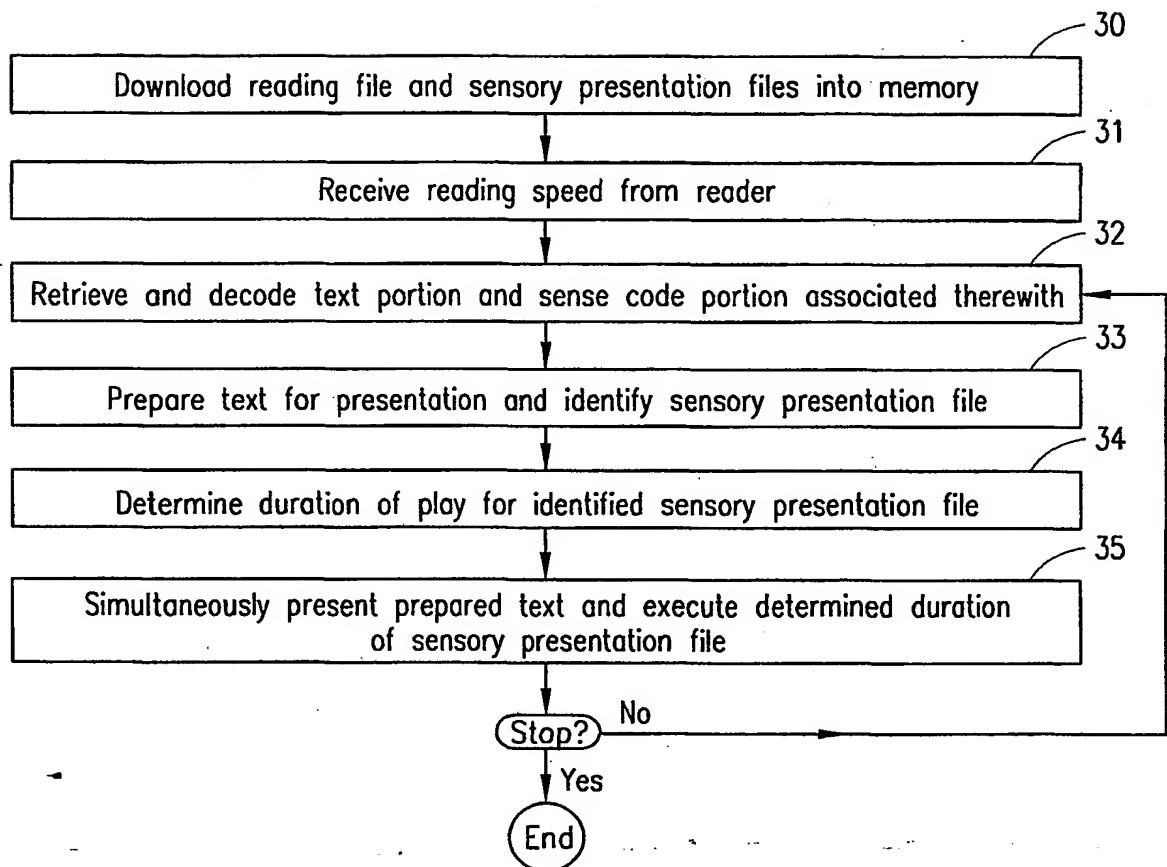 30
Download reading file and sensory presentation files into memory
31
Receive reading speed from reader
32
Retrieve and decode text portion and sense code portion associated therewith
33
Prepare text for presentation and identify sensory presentation file
34
Determine duration of play for identified sensory presentation file
35
Simultaneously present prepared text and execute determined duration
of sensory presentation file
Stop?
No
Yes
End